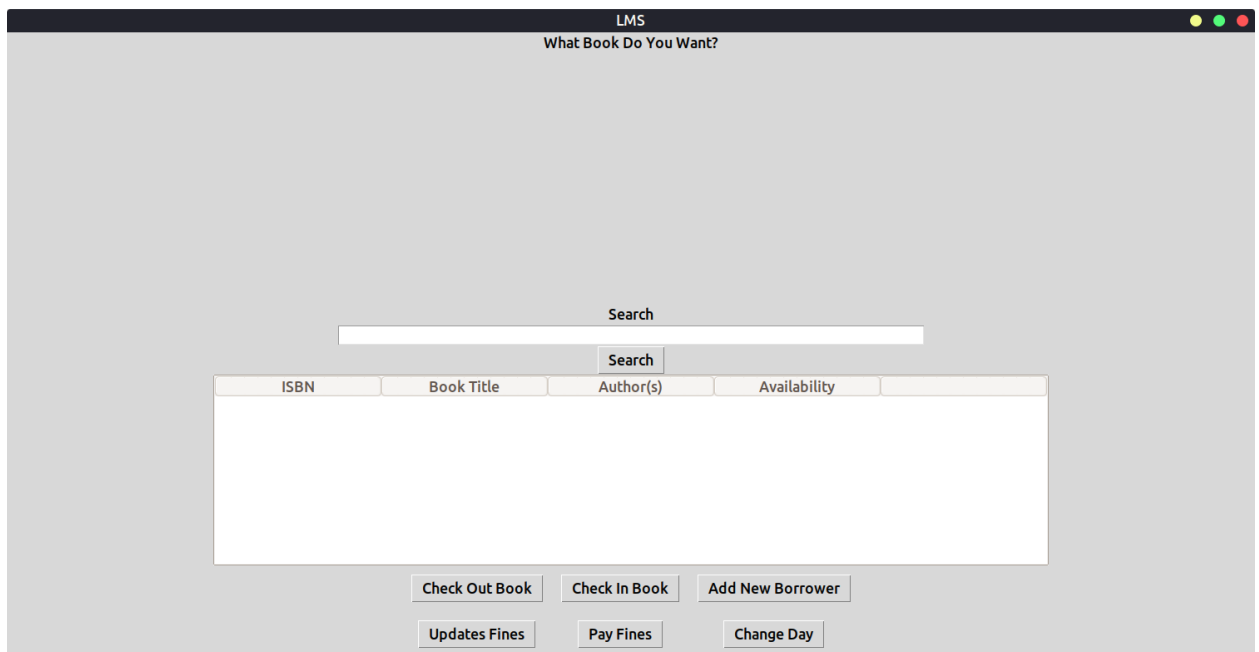 LMS
What Book Do You Want?
Search
Search
ISBN Book Title Author(s) Availability
Check Out Book Check In Book Add New Borrower
Updates Fines Pay Fines Change Day